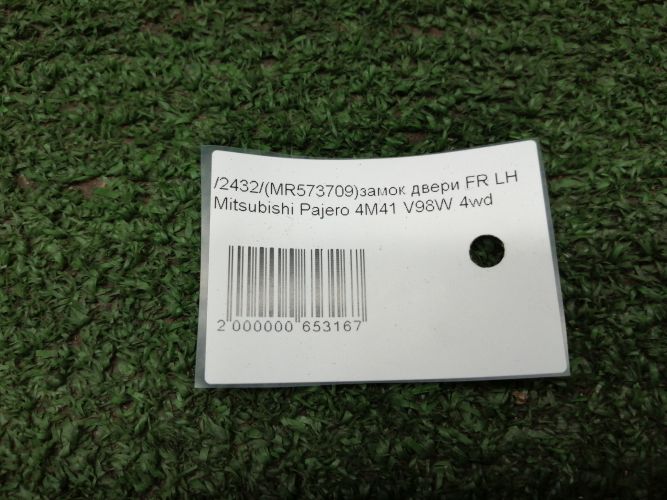 /2432/(MR573709)замок двери FR LH
Mitsubishi Pajero 4M41 V98W 4wd
2 000000 653167